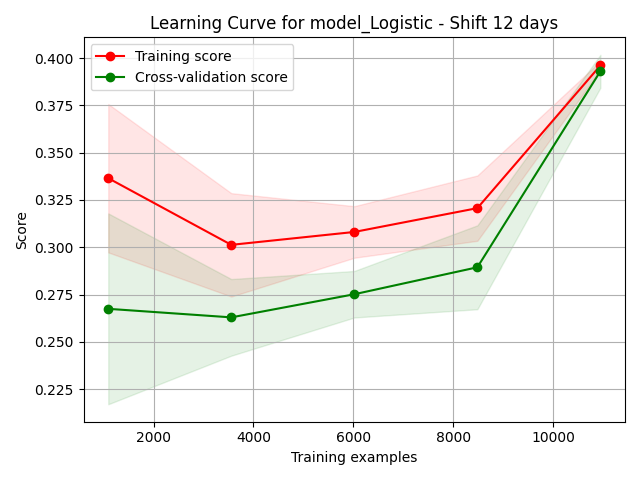 Learning Curve for model_Logistic - Shift 12 days
Training score
Cross-validation score
0.400
0.375
0.350
0.325
0.300
0.275
0.250
0.225
Score
2000
4000
6000
8000
10000
Training examples